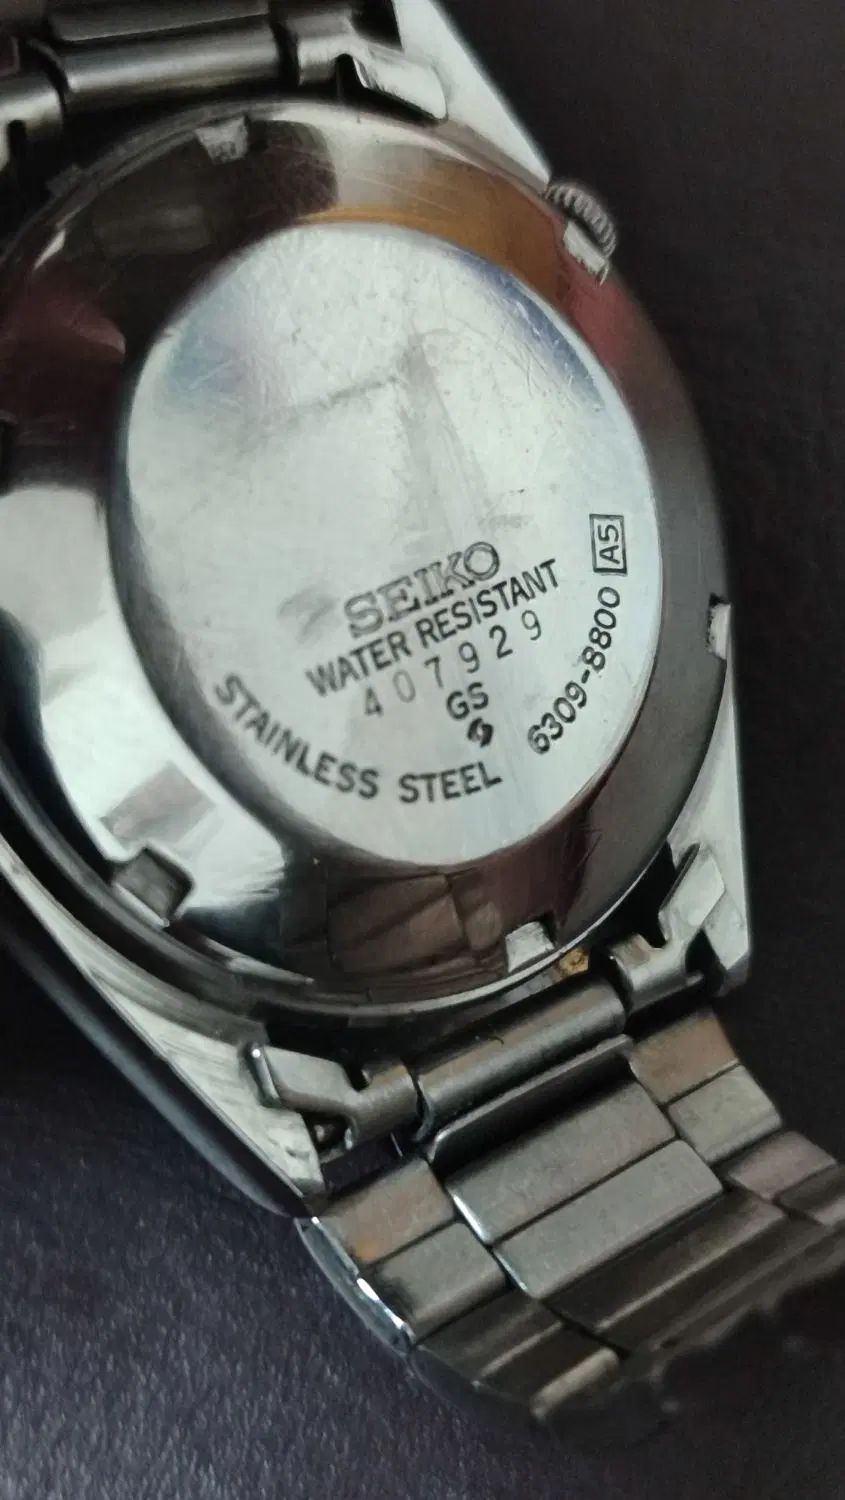 SEIKO
WATER RESISTANT
407929
GS
STAINLESS STEEL
6309-8800 A5